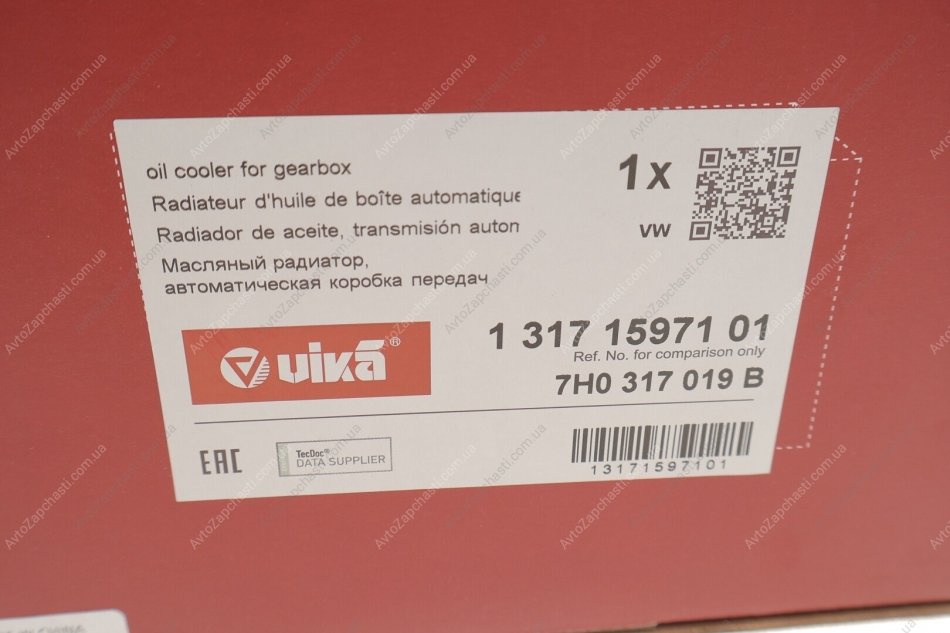 oil cooler for gearbox
Radiateur d'huile de boîte automatique
Radiador de aceite, transmisión auton
Масляный радиатор,
автоматическая коробка передач
1x
vw
vikā®
1 317 15971 01
Ref. No. for comparison only
7H0 317 019 B
EAC
TecDoc®
DATA SUPPLIER
13171597101
AvtoZapchasti.com.ua